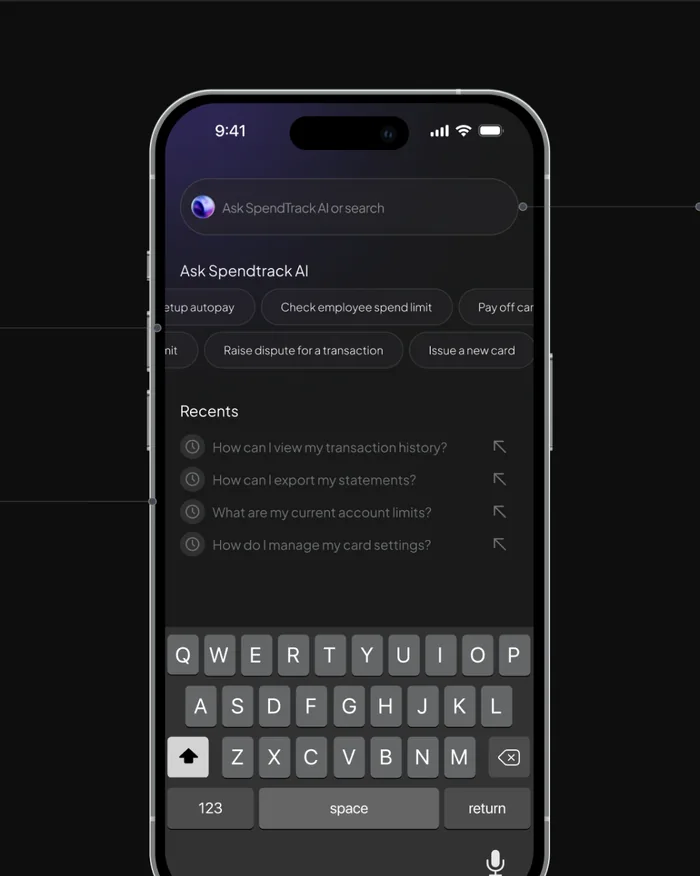 9:41
Ask SpendTrack AI or search
Ask Spendtrack AI
etup autopay Check employee spend limit Pay off car
nit Raise dispute for a transaction Issue a new card
Recents
How can I view my transaction history?
How can I export my statements?
What are my current account limits?
How do I manage my card settings?
Q W E R T Y U I O P
A S D F G H J K L
Z X C V B N M
123 space return